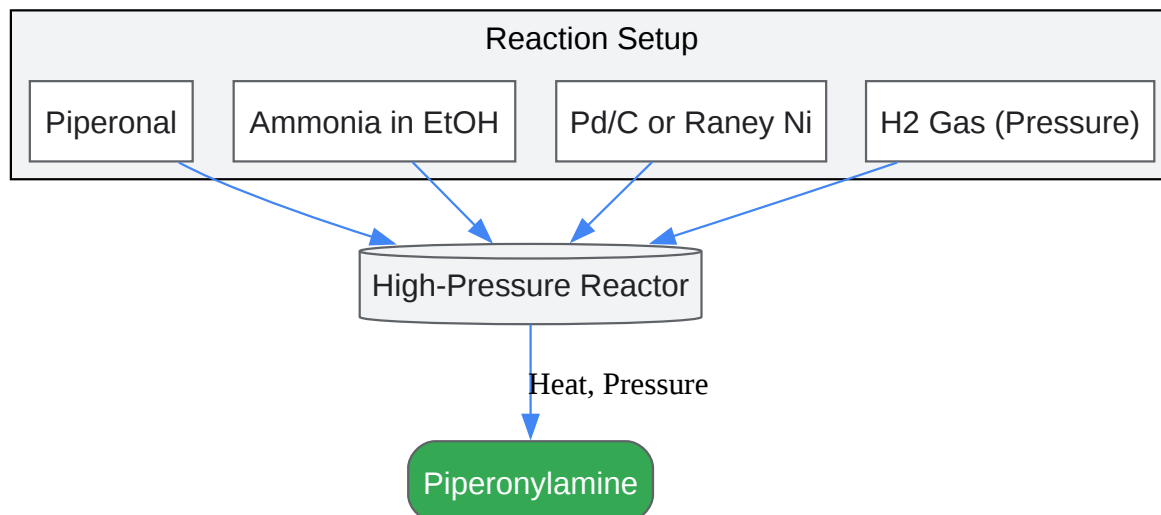 Reaction Setup
Piperonal
Ammonia in EtOH
Pd/C or Raney Ni
H2 Gas (Pressure)
High-Pressure Reactor
Heat, Pressure
Piperonylamine